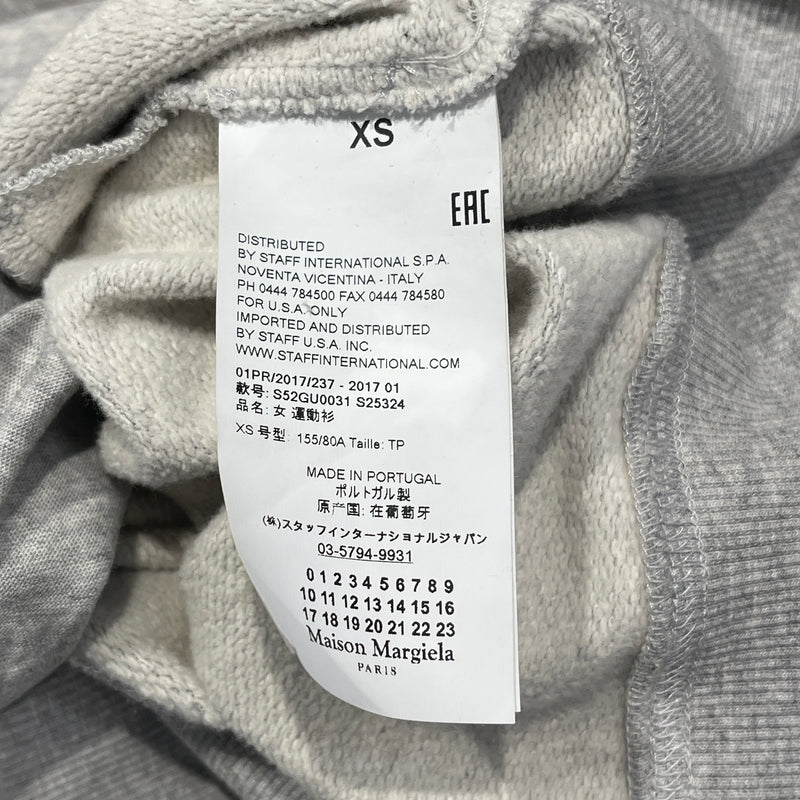 XS
EAC
DISTRIBUTED
BY STAFF INTERNATIONAL S.P.A.
NOVENTA VICENTINA - ITALY
PH 0444 784500 FAX 0444 784580
FOR U.S.A. ONLY
IMPORTED AND DISTRIBUTED
BY STAFF U.S.A. INC.
WWW.STAFFINTERNATIONAL.COM
01PR/2017/237 - 2017 01
款号: S52GU0031 S25324
品名: 女 運動衫
XS 号型: 155/80A Taille: TP
MADE IN PORTUGAL
ポルトガル製
原产国: 在葡萄牙
(株)スタッフインターナショナルジャパン
03-5794-9931
0 1 2 3 4 5 6 7 8 9
10 11 12 13 14 15 16
17 18 19 20 21 22 23
Maison Margiela
PARIS